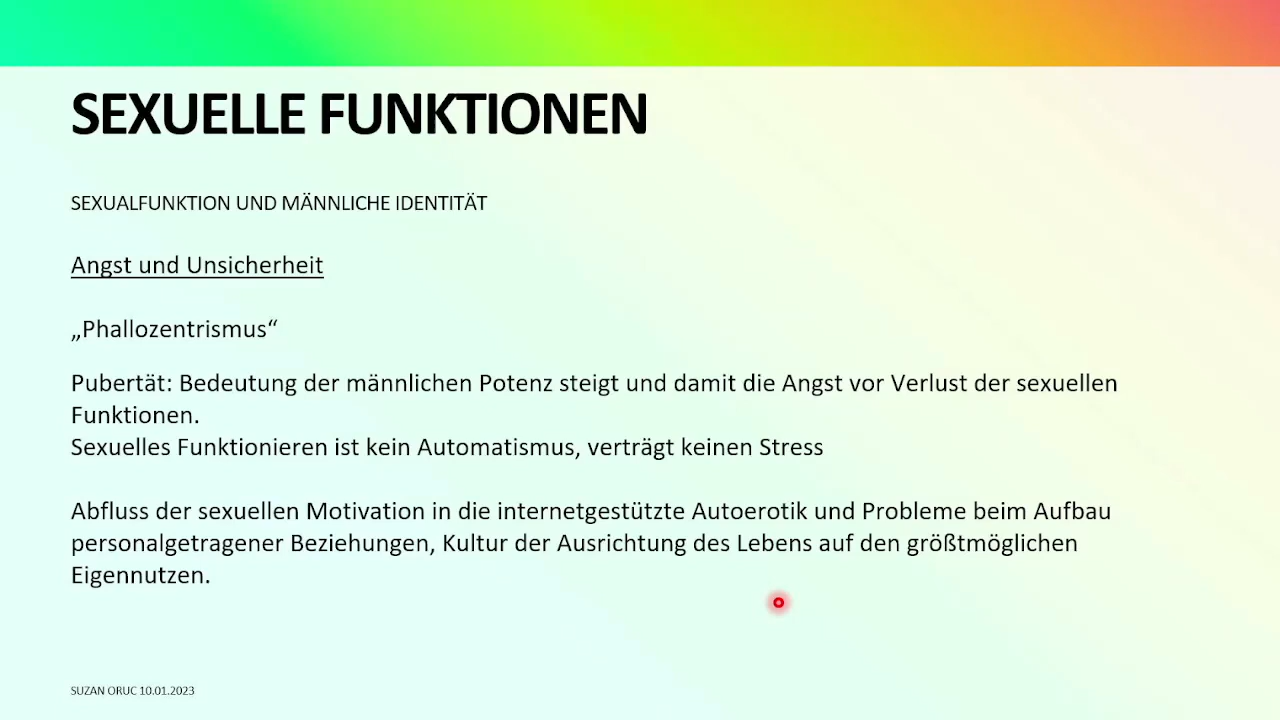 SEXUELLE FUNKTIONEN
SEXUALFUNKTION UND MÄNNLICHE IDENTITÄT
Angst und Unsicherheit
„Phallozentrismus“
Pubertät: Bedeutung der männlichen Potenz steigt und damit die Angst vor Verlust der sexuellen
Funktionen.
Sexuelles Funktionieren ist kein Automatismus, verträgt keinen Stress
Abfluss der sexuellen Motivation in die internetgestützte Autoerotik und Probleme beim Aufbau
personalgetragener Beziehungen, Kultur der Ausrichtung des Lebens auf den größtmöglichen
Eigennutzen.
SUZAN ORUC 10.01.2023